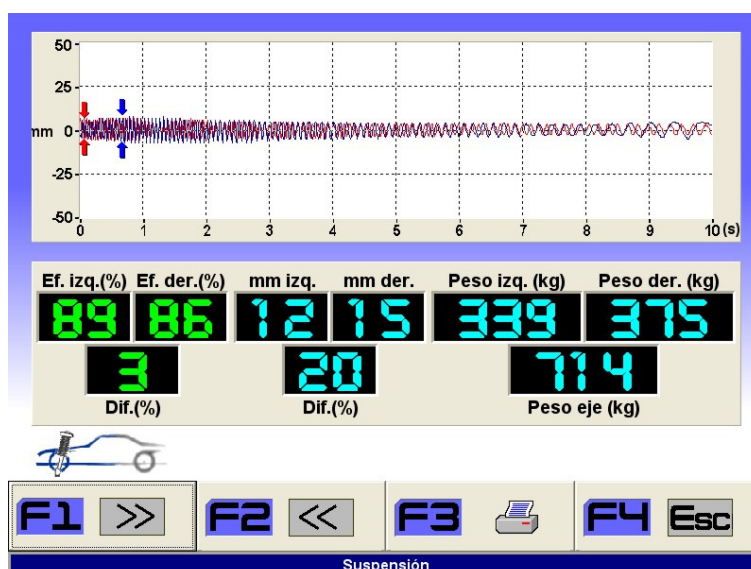 50
25
mm 0
-25
-50
0 1 2 3 4 5 6 7 8 9 10 (s)
Ef. izq.(%) Ef. der.(%) mm izq. mm der. Peso izq. (kg) Peso der. (kg)
89 86 12 15 339 375
3 20 714
Dif.(%) Dif.(%) Peso eje (kg)
F1 >> F2 << F3 F4 Esc
Suspensión